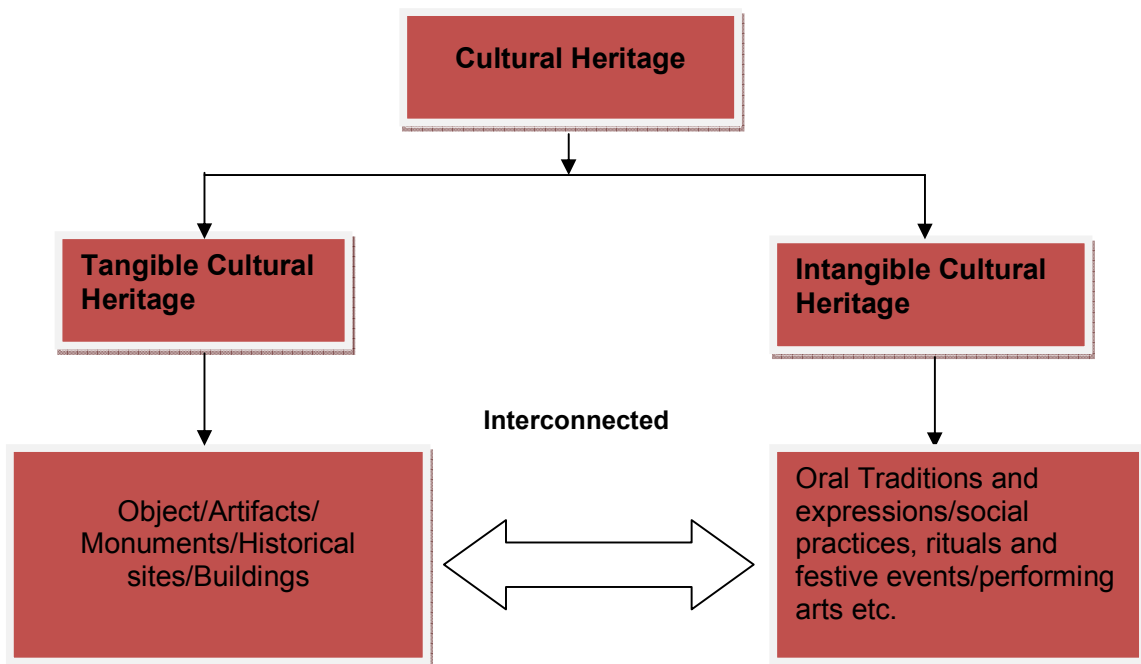 Cultural Heritage
Tangible Cultural
Heritage
Intangible Cultural
Heritage
Interconnected
Object/Artifacts/
Monuments/Historical
sites/Buildings
Oral Traditions and
expressions/social
practices, rituals and
festive events/performing
arts etc.